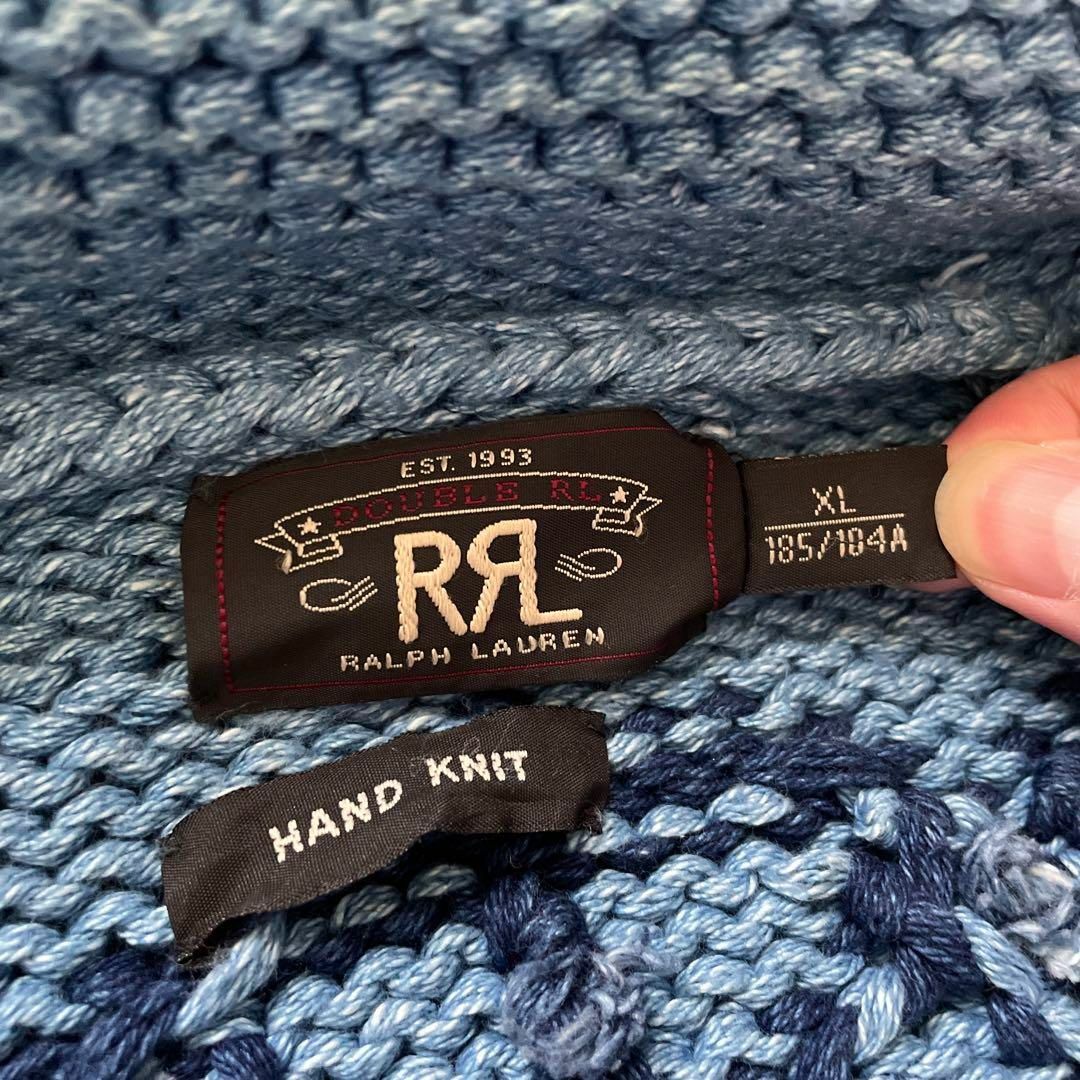 EST. 1993
DOUBLE RL
RRL
RALPH LAUREN
XL
185/104A
HAND KNIT